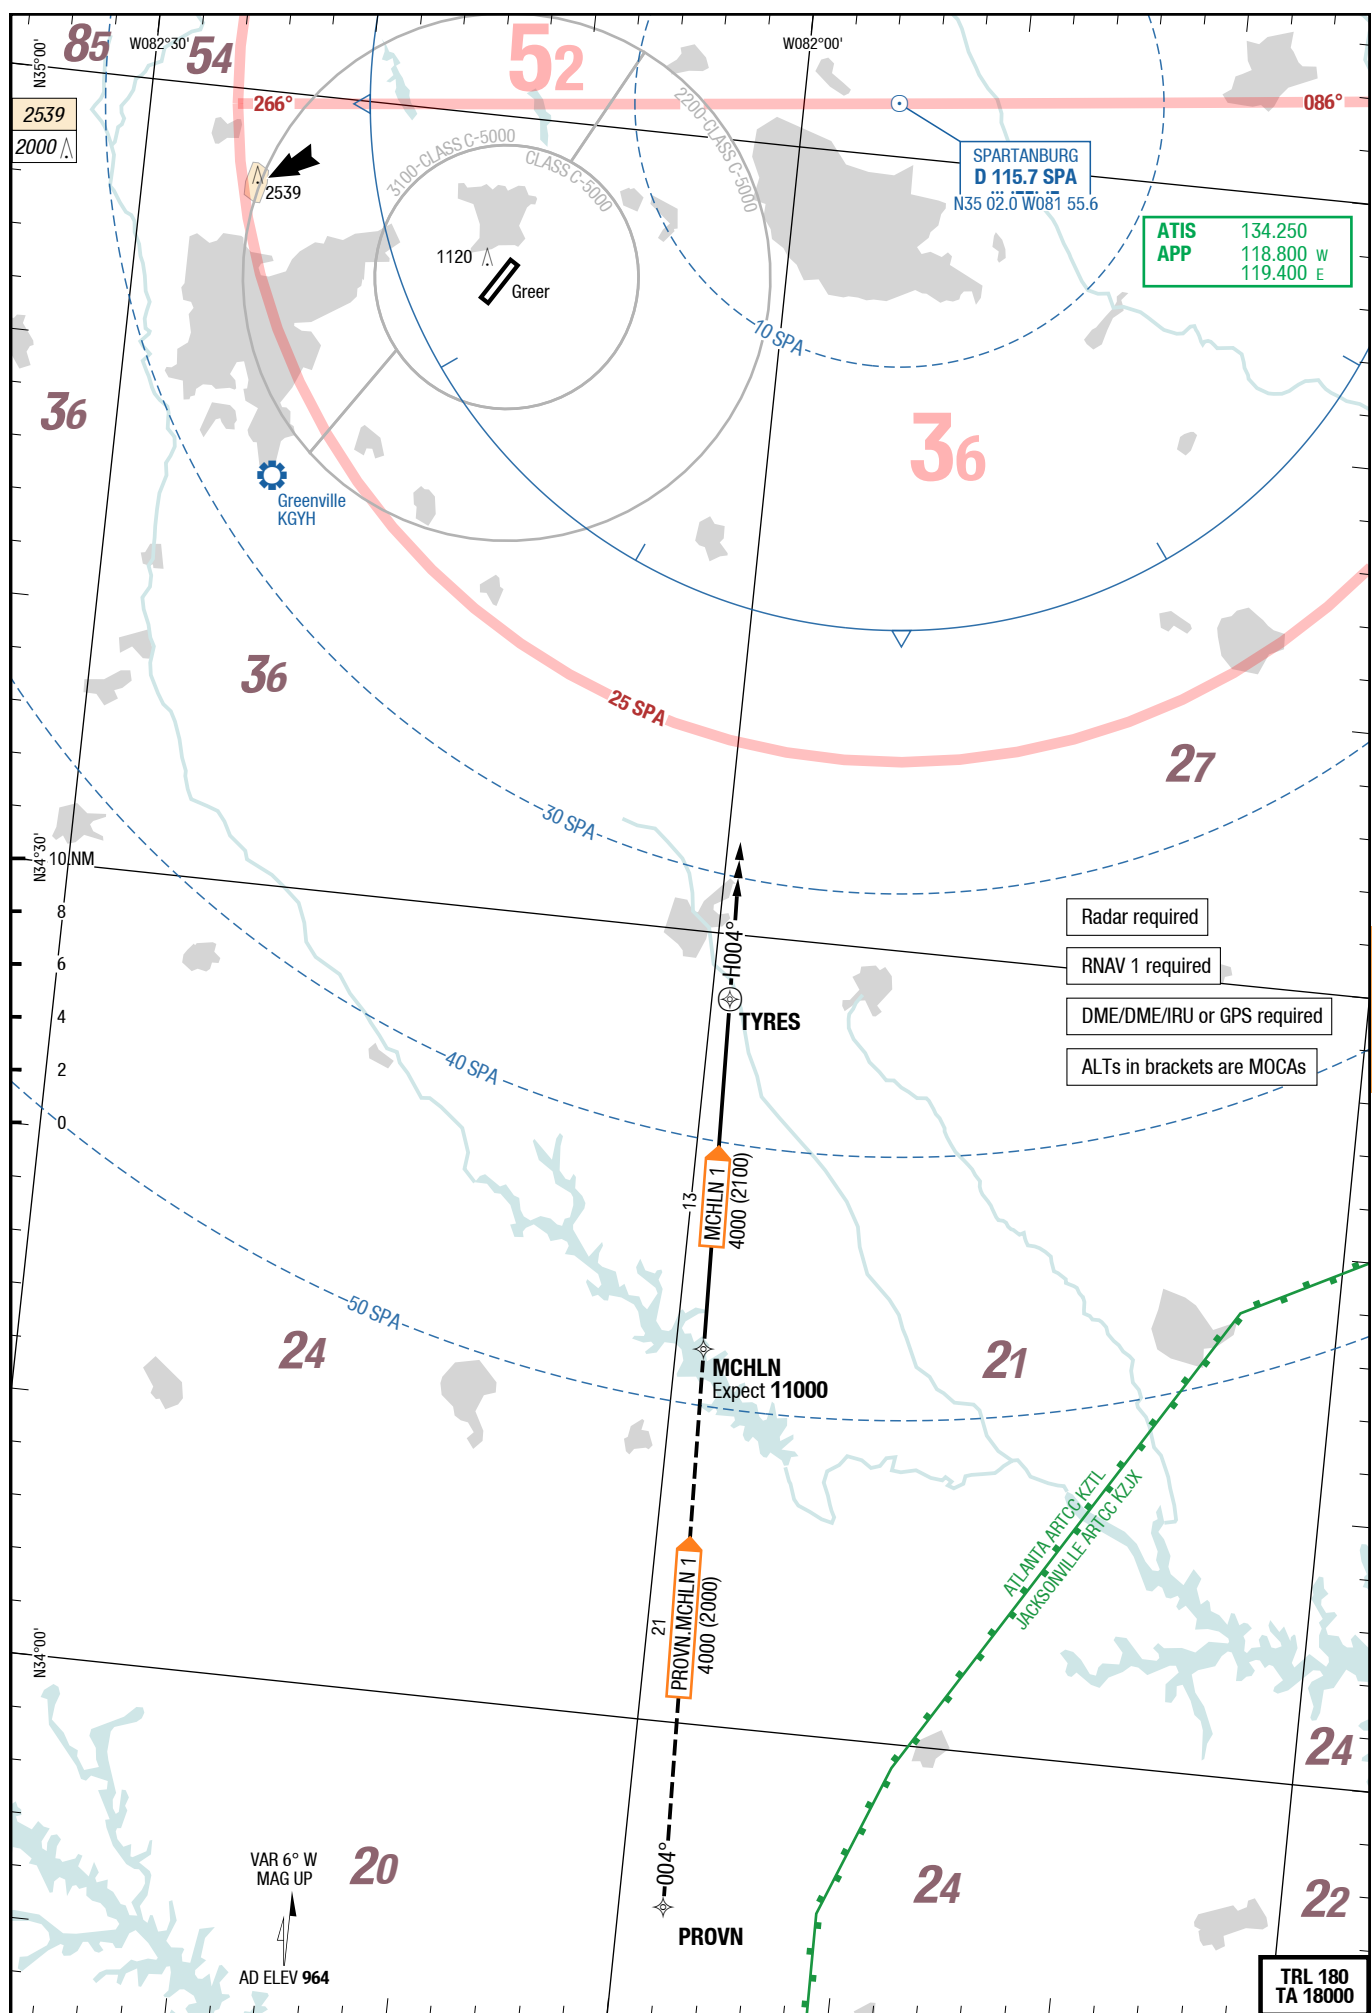 85
W082°30'
54
52
W082°00'
N35°00'
2539
2000
266°
086°
2200-CLASS C-5000
3100-CLASS C-5000
CLASS C-5000
2539
SPARTANBURG
D 115.7 SPA
N35 02.0 W081 55.6
ATIS 134.250
APP 118.800 W
119.400 E
1120
Greer
10 SPA
36
36
Greenville
KGYH
36
25 SPA
27
30 SPA
N34°30'
10 NM
8
6
4
2
0
Radar required
RNAV 1 required
DME/DME/IRU or GPS required
ALTs in brackets are MOCAs
H004°
TYRES
40 SPA
13
MCHLN 1
4000 (2100)
50 SPA
24
21
MCHLN
Expect 11000
ATLANTA ARTCC KZTL
JACKSONVILLE ARTCC KZJX
21
PROVN.MCHLN 1
4000 (2000)
N34°00'
24
004°
20
24
22
VAR 6° W
MAG UP
AD ELEV 964
PROVN
TRL 180
TA 18000